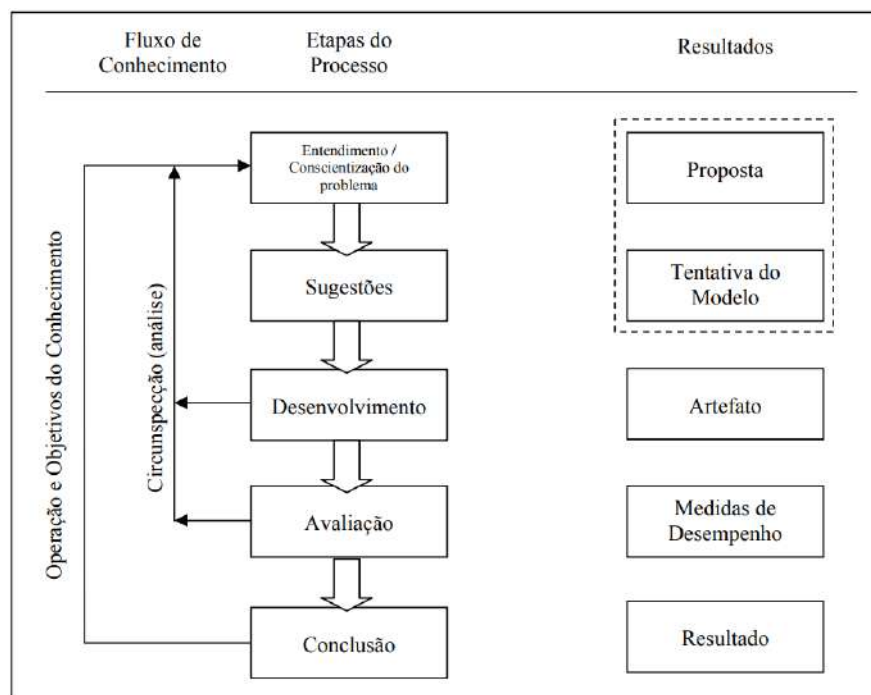 Fluxo de
Conhecimento
Etapas do
Processo
Resultados
Entendimento /
Conscientização do
problema
Proposta
Sugestões
Tentativa do
Modelo
Desenvolvimento
Artefato
Avaliação
Medidas de
Desempenho
Conclusão
Resultado
Operação e Objetivos do Conhecimento
Circunspecção (análise)